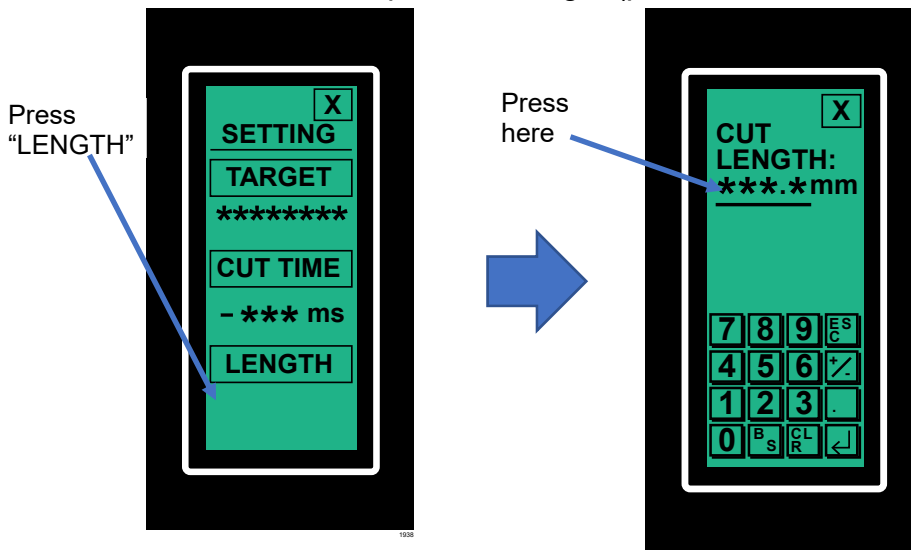 Press
“LENGTH”
X
SETTING
TARGET
********
CUT TIME
-*** ms
LENGTH
1938
Press
here
X
CUT
LENGTH:
***.*mm
7 8 9 ESC
4 5 6 +/-
1 2 3 .
0 BS CLR ↵